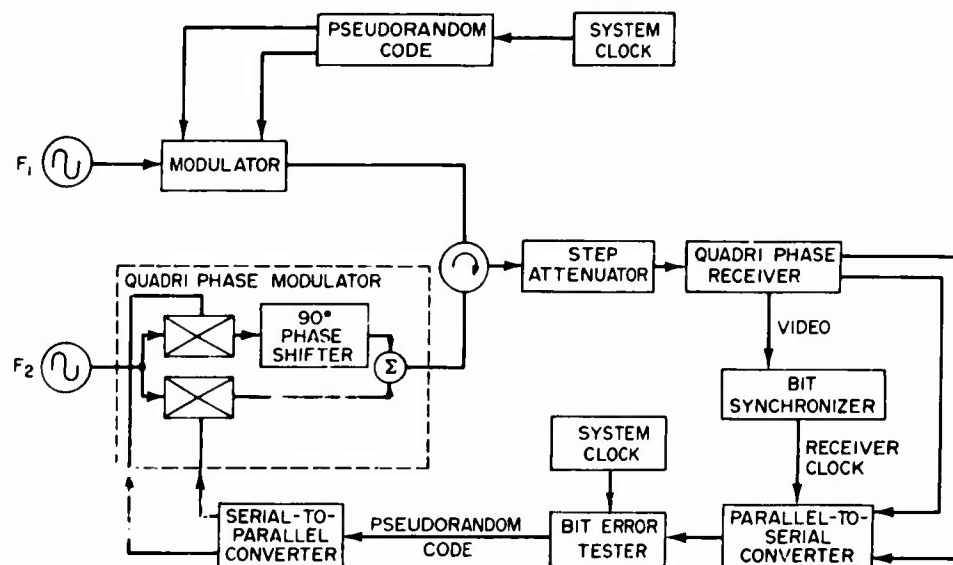 PSEUDORANDOM
CODE
SYSTEM
CLOCK
F1
MODULATOR
QUADRI PHASE MODULATOR
90°
PHASE
SHIFTER
F2
Σ
STEP
ATTENUATOR
QUADRI PHASE
RECEIVER
VIDEO
BIT
SYNCHRONIZER
RECEIVER
CLOCK
SYSTEM
CLOCK
SERIAL-TO-
PARALLEL
CONVERTER
PSEUDORANDOM
CODE
BIT ERROR
TESTER
PARALLEL-TO-
SERIAL
CONVERTER